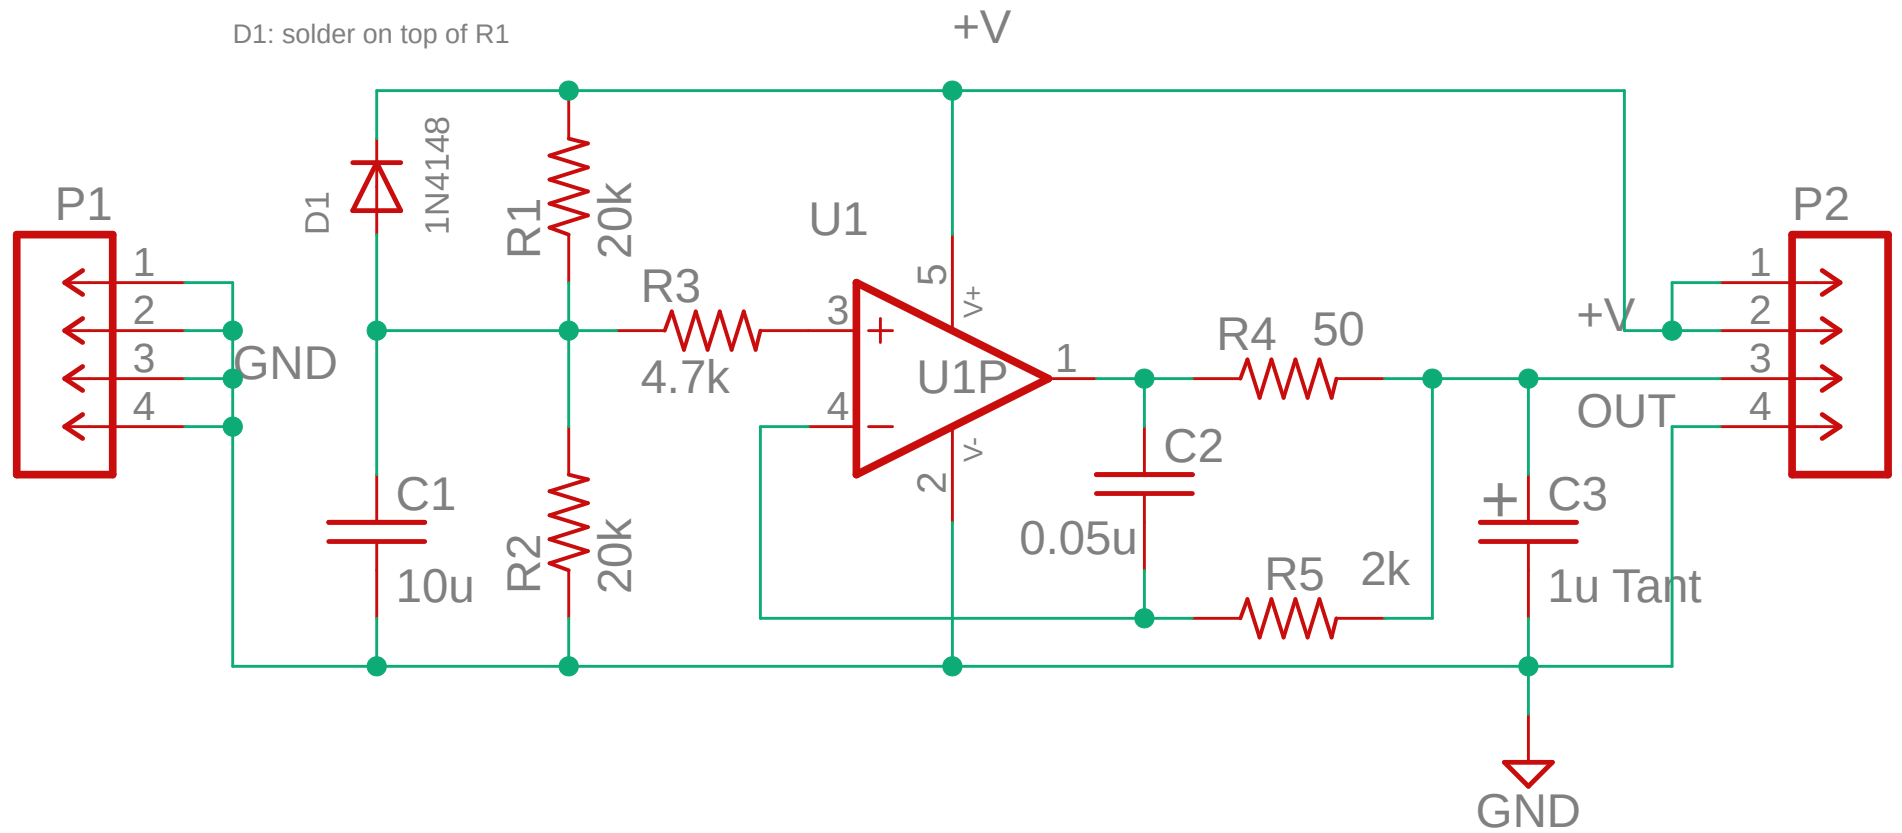 D1: solder on top of R1
+V
D1
1N4148
R1
20k
P1
1
2
3
4
GND
U1
5
V+
R3
4.7k
3
4
U1P
1
V-
2
R4
50
+V
P2
1
2
3
4
OUT
C2
0.05u
C1
10u
R2
20k
R5
2k
+
C3
1u Tant
GND